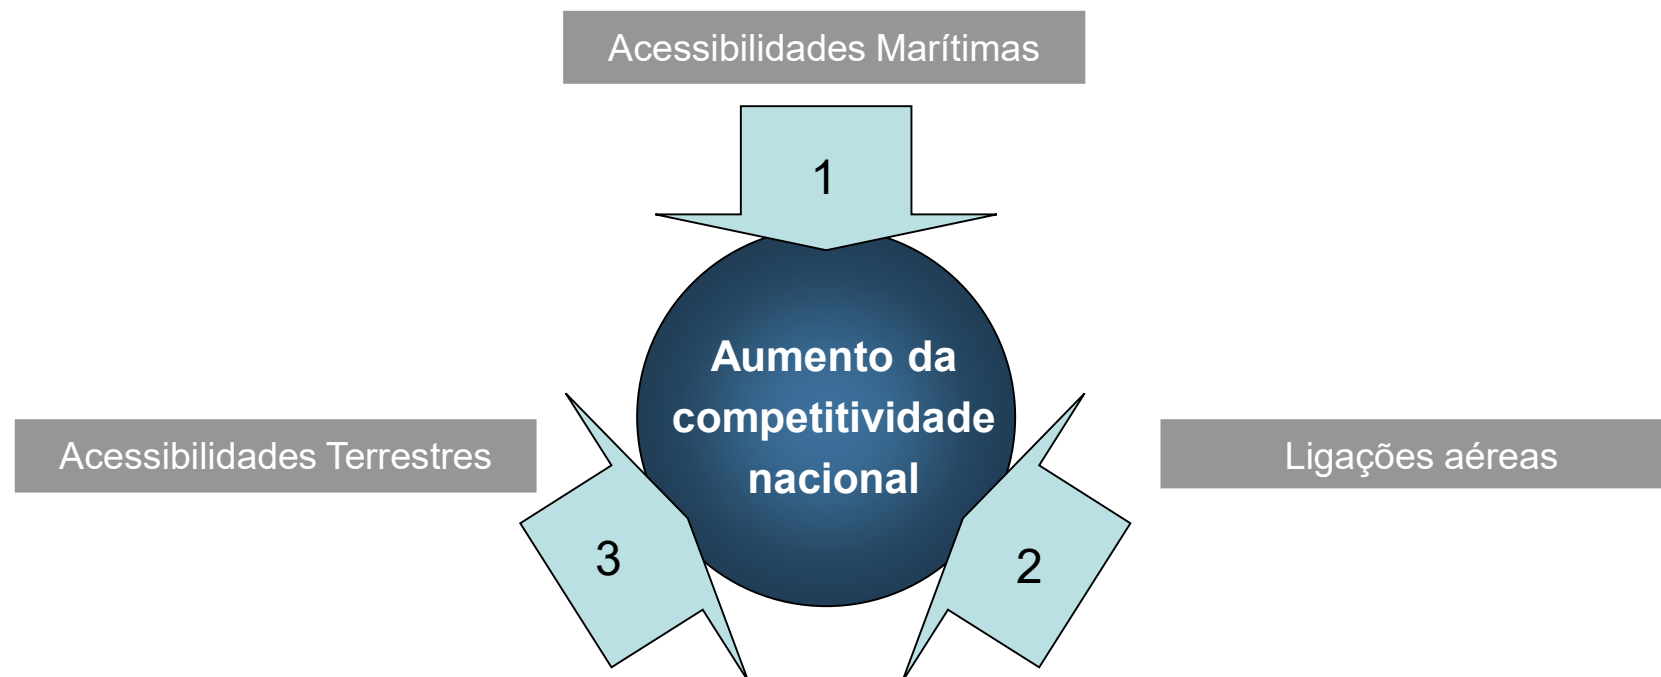 Acessibilidades Marítimas
1
Aumento da
competitividade
nacional
Acessibilidades Terrestres
Ligações aéreas
3
2